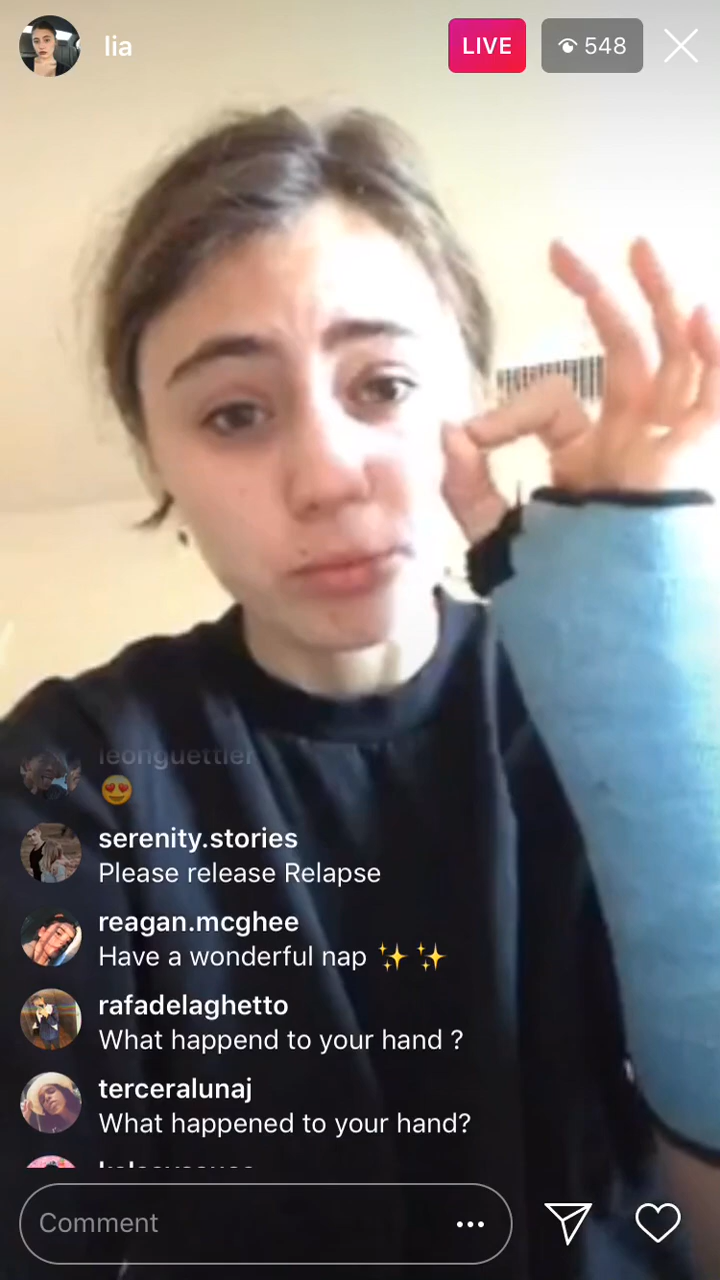 lia
LIVE
548
leonguettier
😍
serenity.stories
Please release Relapse
reagan.mcghee
Have a wonderful nap ✨ ✨
rafadelaghetto
What happend to your hand ?
terceralunaj
What happened to your hand?
Comment